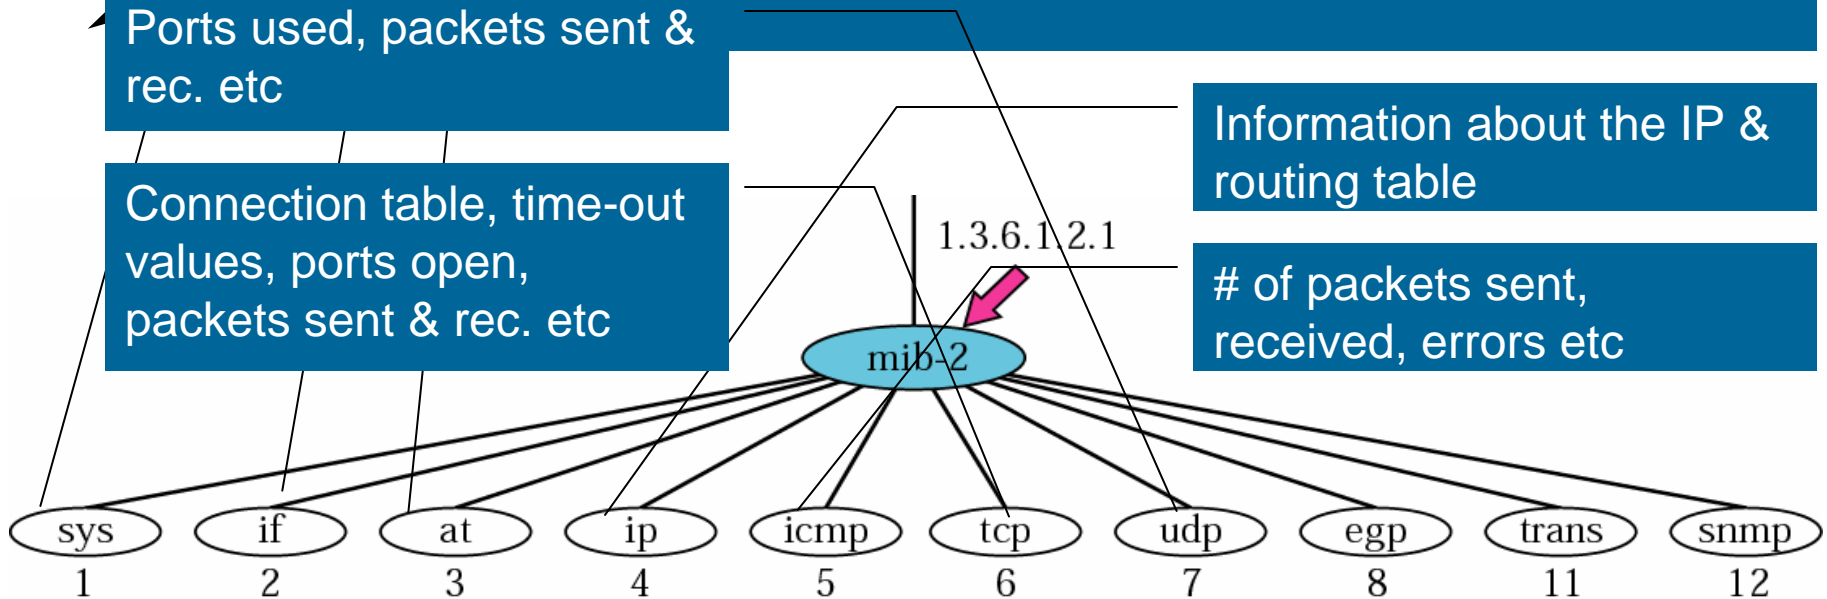 Ports used, packets sent &
rec. etc
Information about the IP &
routing table
Connection table, time-out
values, ports open,
packets sent & rec. etc
1.3.6.1.2.1
# of packets sent,
received, errors etc
mib-2
sys if at ip icmp tcp udp egp trans snmp
1 2 3 4 5 6 7 8 11 12